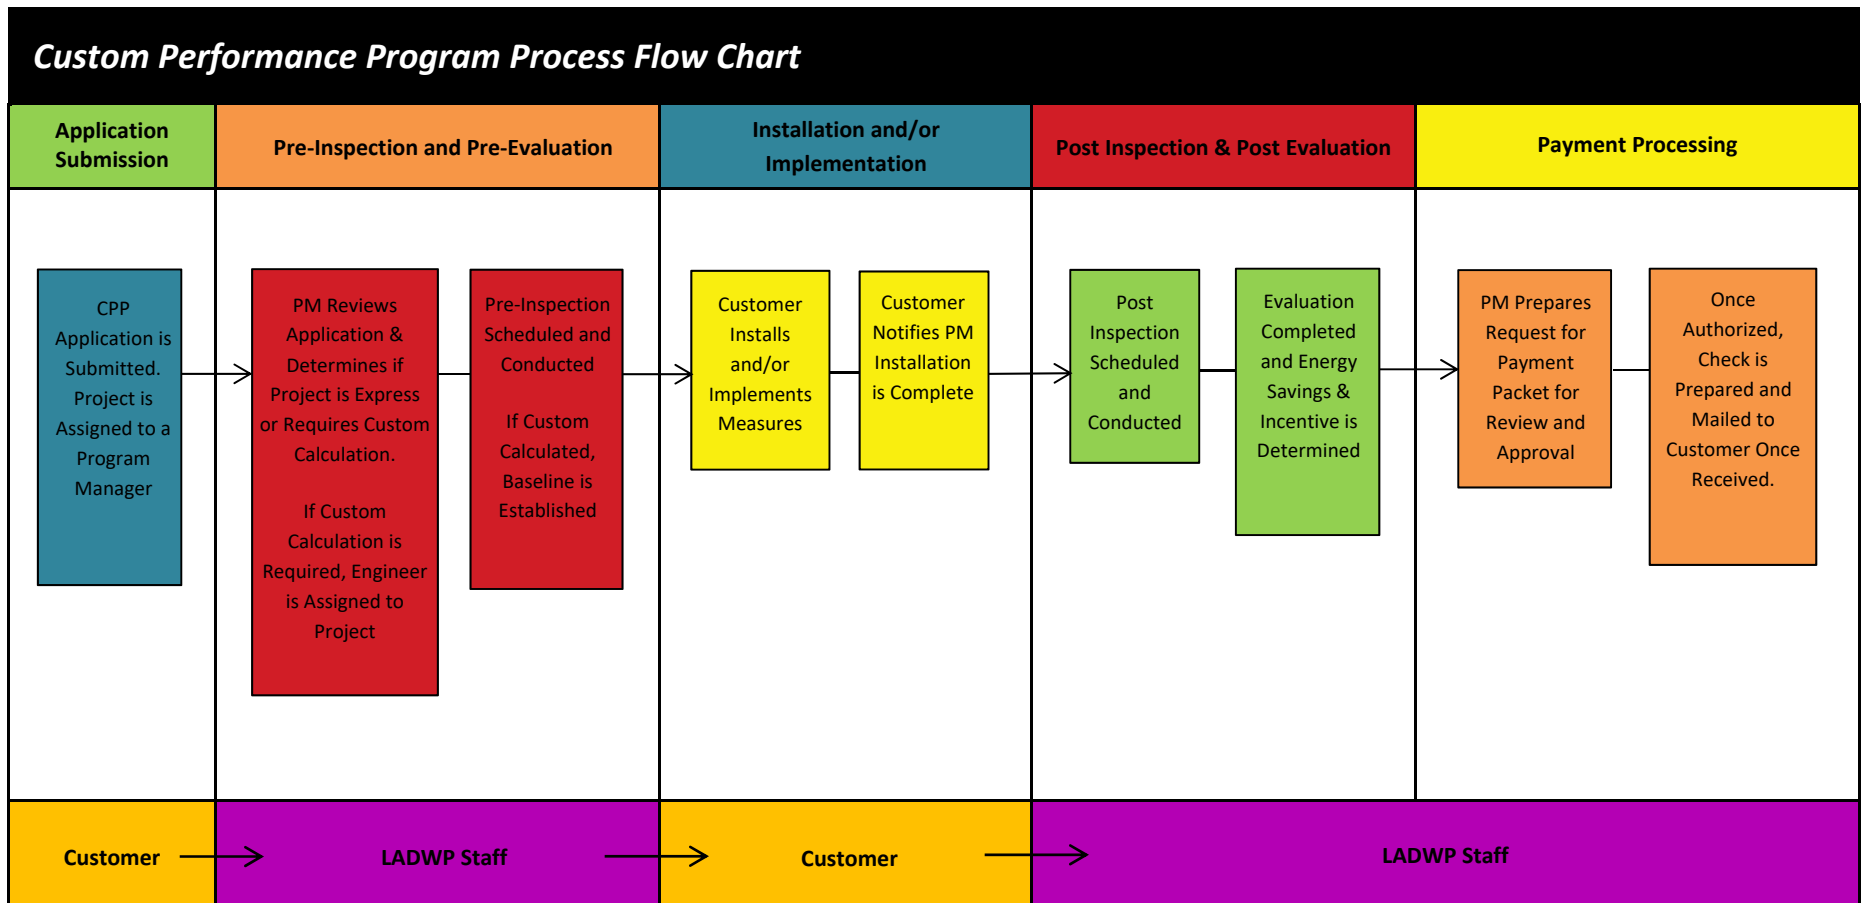 Custom Performance Program Process Flow Chart
Application
Submission
Pre-Inspection and Pre-Evaluation
Installation and/or
Implementation
Post Inspection & Post Evaluation
Payment Processing
CPP
Application is
Submitted.
Project is
Assigned to a
Program
Manager
PM Reviews
Application &
Determines if
Project is Express
or Requires Custom
Calculation.
If Custom
Calculation is
Required, Engineer
is Assigned to
Project
Pre-Inspection
Scheduled and
Conducted
If Custom
Calculated,
Baseline is
Established
Customer
Installs
and/or
Implements
Measures
Customer
Notifies PM
Installation
is Complete
Post
Inspection
Scheduled
and
Conducted
Evaluation
Completed
and Energy
Savings &
Incentive is
Determined
PM Prepares
Request for
Payment
Packet for
Review and
Approval
Once
Authorized,
Check is
Prepared and
Mailed to
Customer Once
Received.
Customer
LADWP Staff
Customer
LADWP Staff